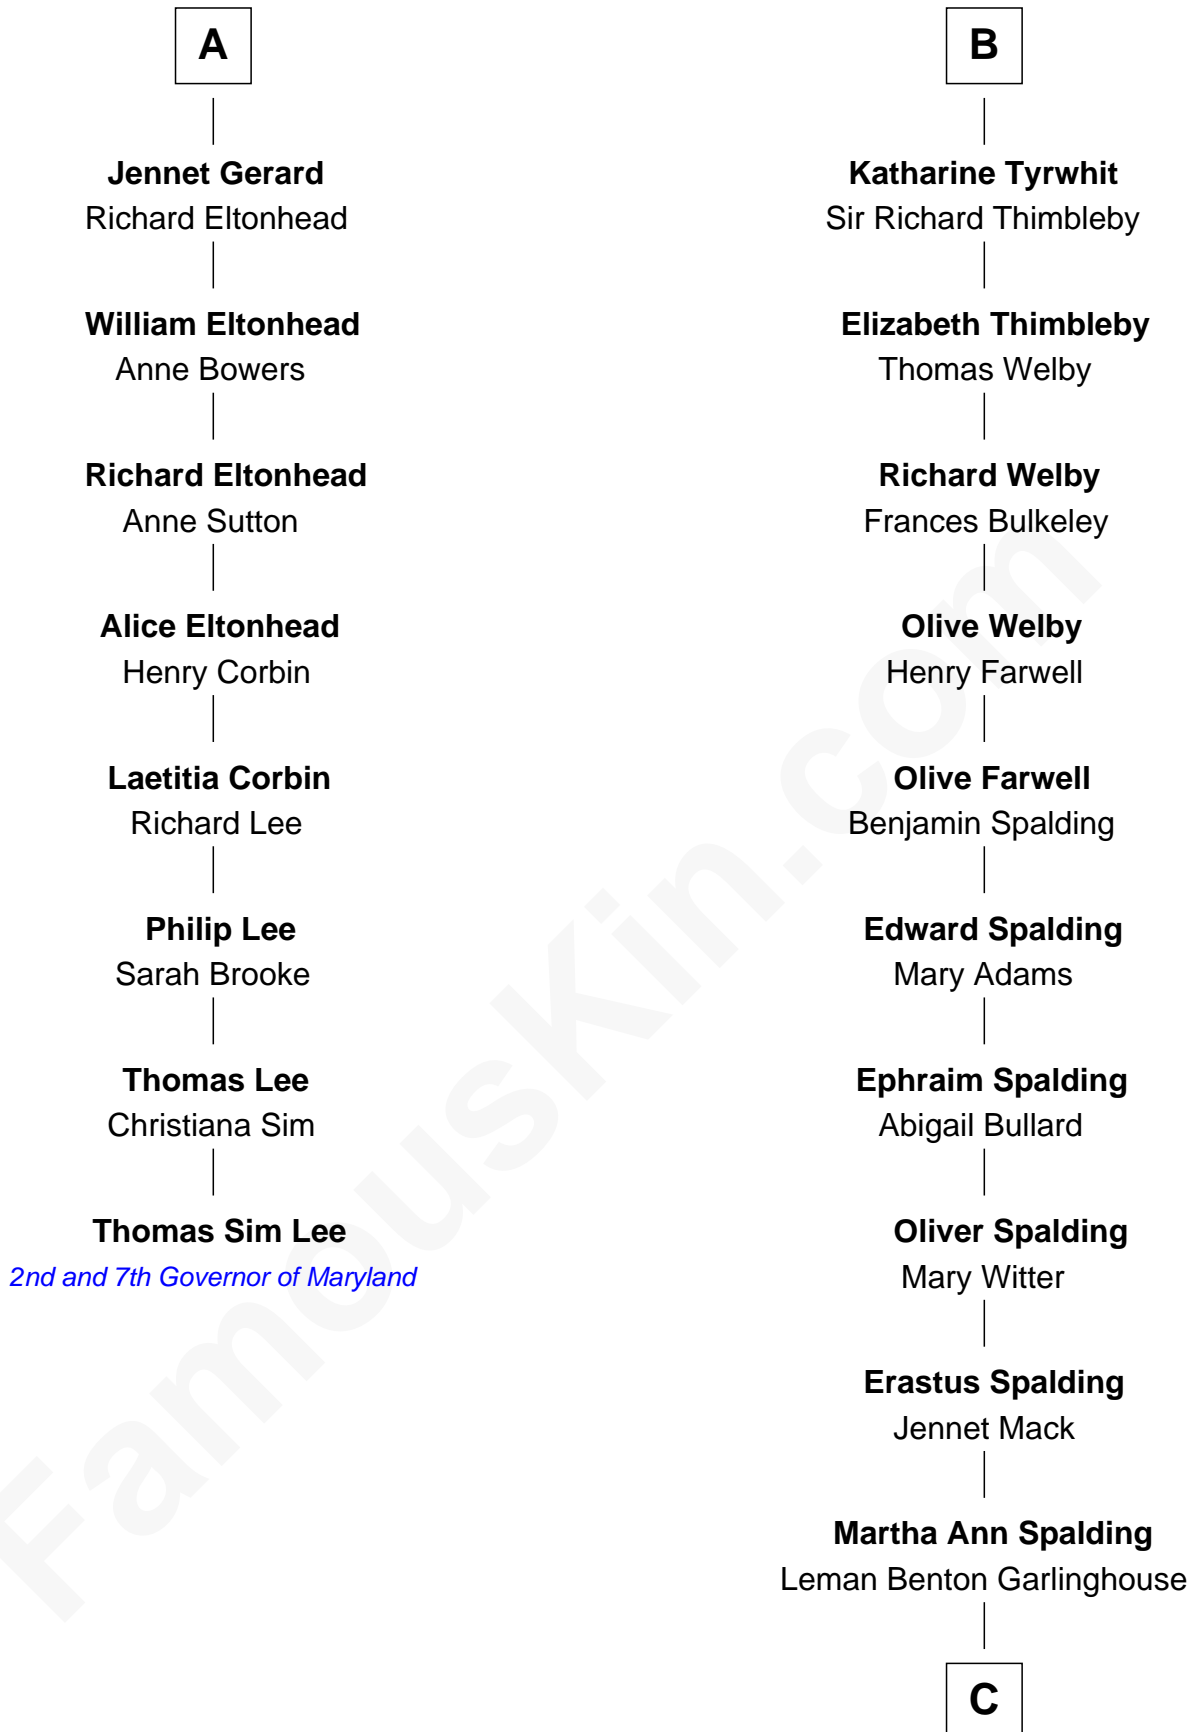 A
Jennet Gerard
Richard Eltonhead
William Eltonhead
Anne Bowers
Richard Eltonhead
Anne Sutton
Alice Eltonhead
Henry Corbin
Laetitia Corbin
Richard Lee
Philip Lee
Sarah Brooke
Thomas Lee
Christiana Sim
Thomas Sim Lee
2nd and 7th Governor of Maryland
B
Katharine Tyrwhit
Sir Richard Thimbleby
Elizabeth Thimbleby
Thomas Welby
Richard Welby
Frances Bulkeley
Olive Welby
Henry Farwell
Olive Farwell
Benjamin Spalding
Edward Spalding
Mary Adams
Ephraim Spalding
Abigail Bullard
Oliver Spalding
Mary Witter
Erastus Spalding
Jennet Mack
Martha Ann Spalding
Leman Benton Garlinghouse
C
FamousKin.com